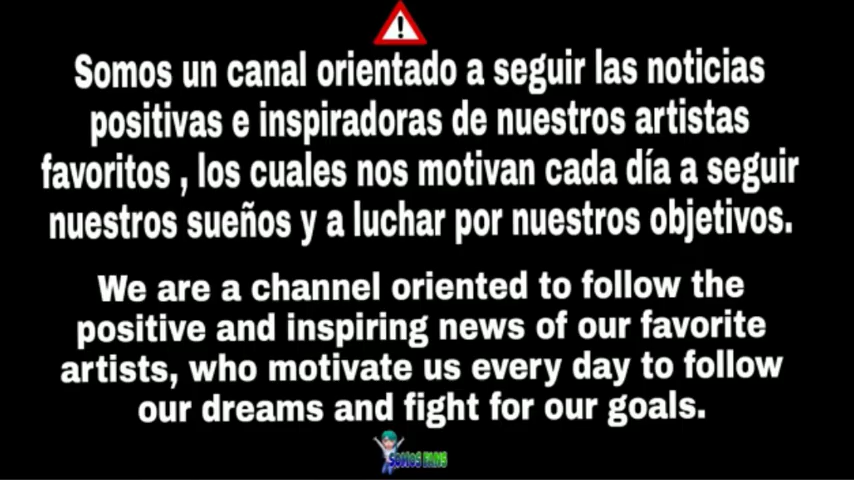 Somos un canal orientado a seguir las noticias
positivas e inspiradoras de nuestros artistas
favoritos , los cuales nos motivan cada día a seguir
nuestros sueños y a luchar por nuestros objetivos.
We are a channel oriented to follow the
positive and inspiring news of our favorite
artists, who motivate us every day to follow
our dreams and fight for our goals.
SOMOS FANS